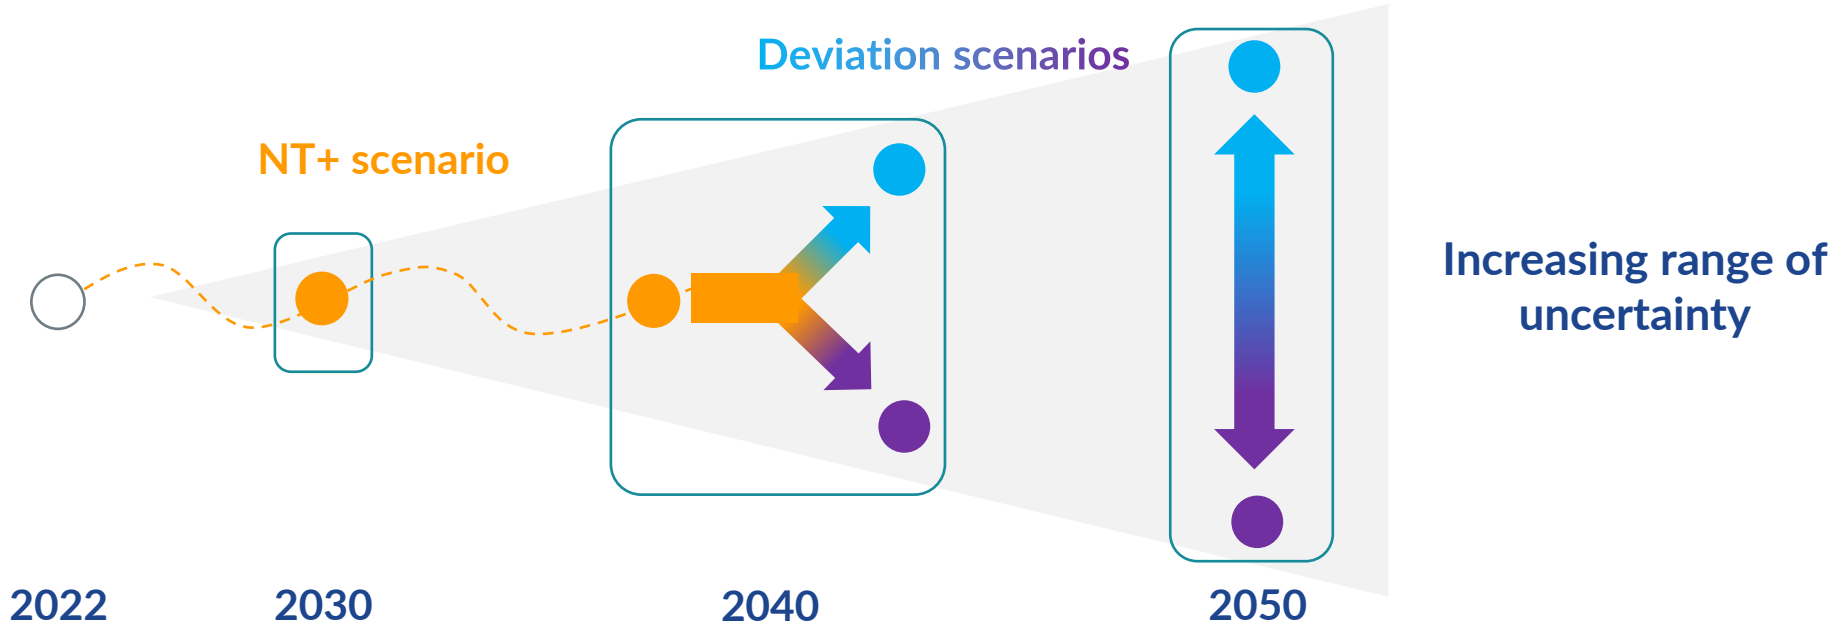 Deviation scenarios
NT+ scenario
Increasing range of
uncertainty
2022
2030
2040
2050